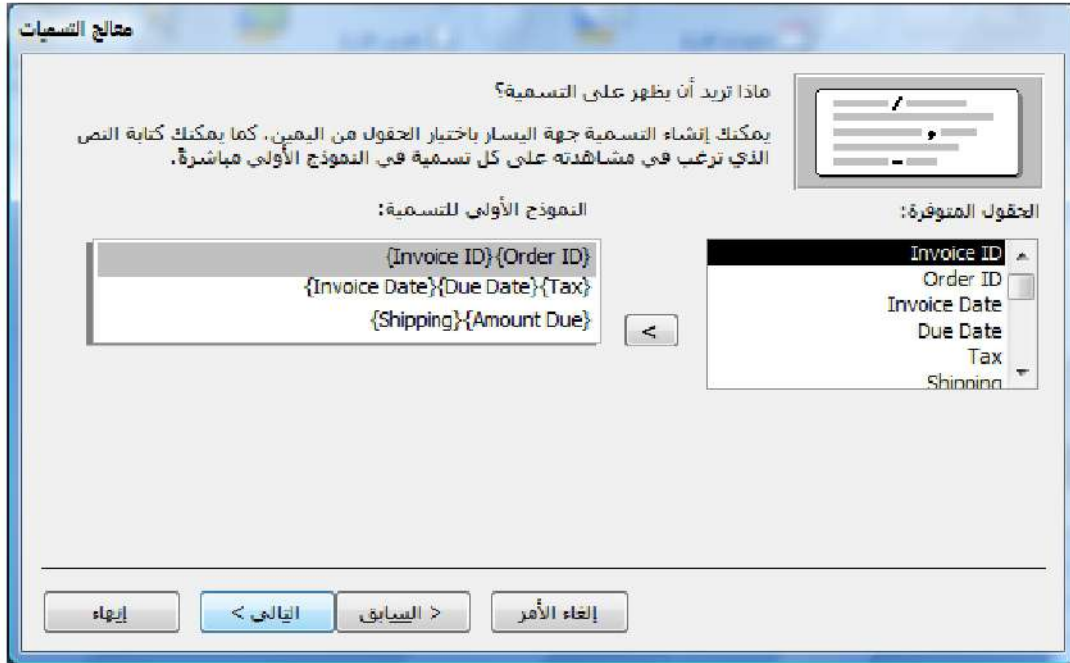 معالج التسميات
ماذا تريد أن يظهر على التسمية؟
يمكنك إنشاء التسمية جهة اليسار باختيار الحقول من اليمين، كما يمكنك كتابة النص
الذي ترغب في مشاهدته على كل تسمية في النموذج الأولي مباشرةً.
الحقول المتوفرة:
Invoice ID
Order ID
Invoice Date
Due Date
Tax
Shipping
النموذج الأولي للتسمية:
{Invoice ID}{Order ID}
{Invoice Date}{Due Date}{Tax}
{Shipping}{Amount Due}
<
إلغاء الأمر
< السابق
التالي >
إنهاء